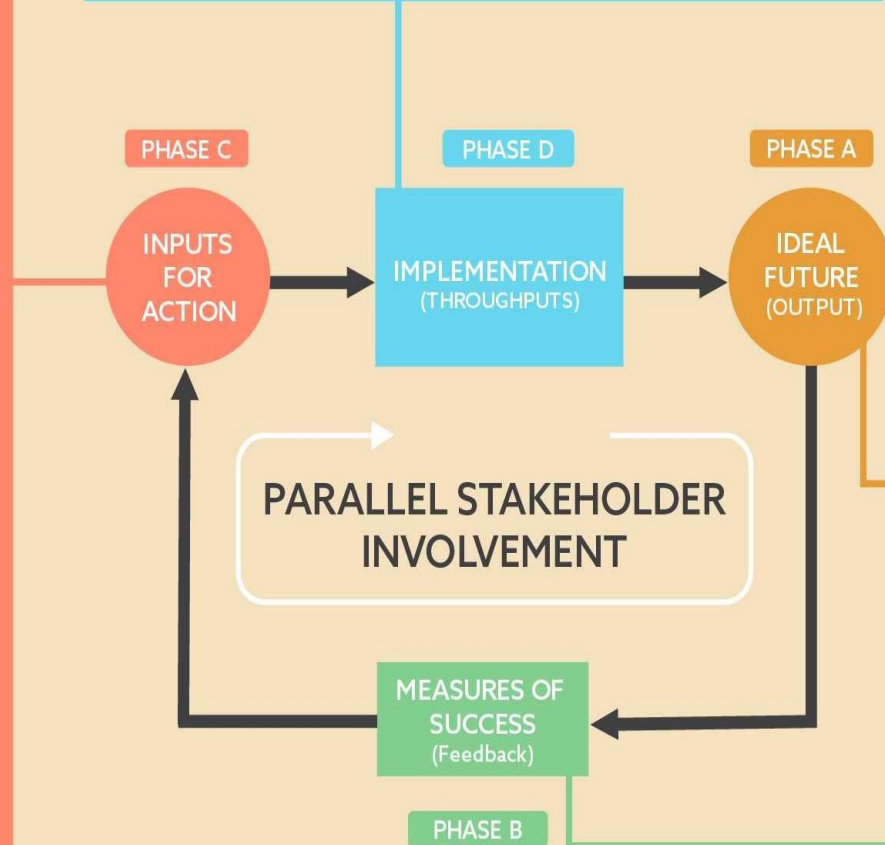 PHASE C
PHASE D
PHASE A
INPUTS
FOR
ACTION
IMPLEMENTATION
(THROUGHPUTS)
IDEAL
FUTURE
(OUTPUT)
PARALLEL STAKEHOLDER
INVOLVEMENT
MEASURES OF
SUCCESS
(Feedback)
PHASE B